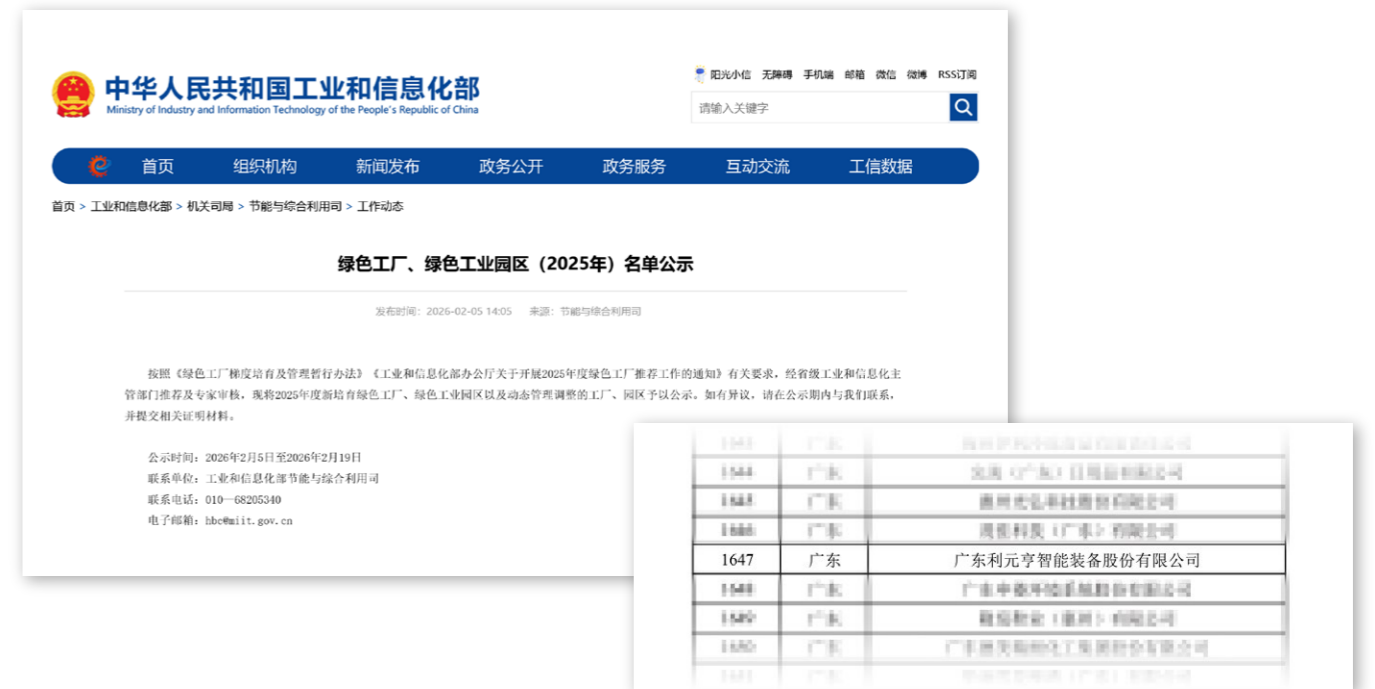 中华人民共和国工业和信息化部
Ministry of Industry and Information Technology of the People's Republic of China
阳光小信 无障碍 手机端 邮箱 微信 微博 RSS订阅
请输入关键字
首页 组织机构 新闻发布 政务公开 政务服务 互动交流 工信数据
首页 > 工业和信息化部 > 机关司局 > 节能与综合利用司 > 工作动态
绿色工厂、绿色工业园区（2025年）名单公示
发布时间：2026-02-05 14:05 来源：节能与综合利用司
按照《绿色工厂梯度培育及管理暂行办法》《工业和信息化部办公厅关于开展2025年度绿色工厂推荐工作的通知》有关要求，经省级工业和信息化主
管部门推荐及专家审核，现将2025年度新培育绿色工厂、绿色工业园区以及动态管理调整的工厂、园区予以公示。如有异议，请在公示期内与我们联系，
并提交相关证明材料。
公示时间：2026年2月5日至2026年2月19日
联系单位：工业和信息化部节能与综合利用司
联系电话：010—68205340
电子邮箱：hbc@miit.gov.cn
1647 广东 广东利元亨智能装备股份有限公司